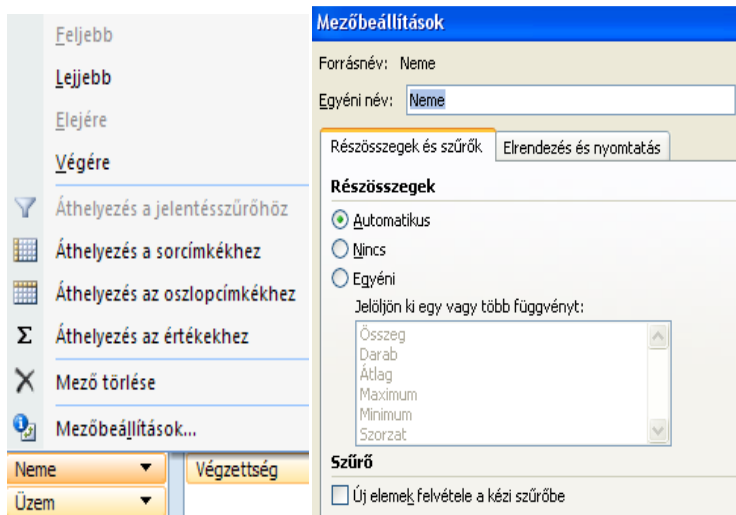 Feljebb
Lejjebb
Elejére
Végére
Áthelyezés a jelentésszűrőhöz
Áthelyezés a sorcímkékhez
Áthelyezés az oszlopcímkékhez
Σ Áthelyezés az értékekhez
Mező törlése
Mezőbeállítások...
Neme
Végzettség
Üzem
Mezőbeállítások
Forrásnév: Neme
Egyéni név: Neme
Részösszegek és szűrők Elrendezés és nyomtatás
Részösszegek
Automatikus
Nincs
Egyéni
Jelöljön ki egy vagy több függvényt:
Összeg
Darab
Átlag
Maximum
Minimum
Szorzat
Szűrő
Új elemek felvétele a kézi szűrőbe